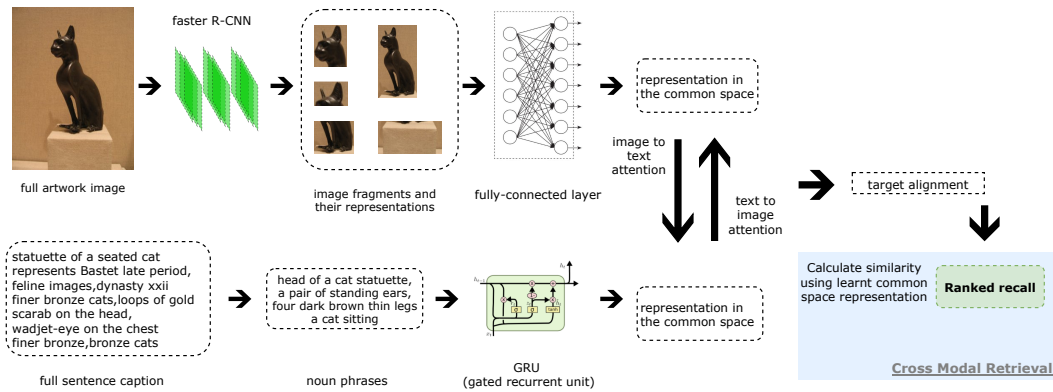 faster R-CNN
full artwork image
image fragments and
their representations
fully-connected layer
representation in
the common space
image to
text
attention
text to
image
attention
target alignment
statuette of a seated cat
represents Bastet late period,
feline images,dynasty xxii
finer bronze cats,loops of gold
scarab on the head,
wadjet-eye on the chest
finer bronze,bronze cats
full sentence caption
head of a cat statuette,
a pair of standing ears,
four dark brown thin legs
a cat sitting
noun phrases
GRU
(gated recurrent unit)
representation in
the common space
Calculate similarity
using learnt common
space representation
Ranked recall
Cross Modal Retrieval